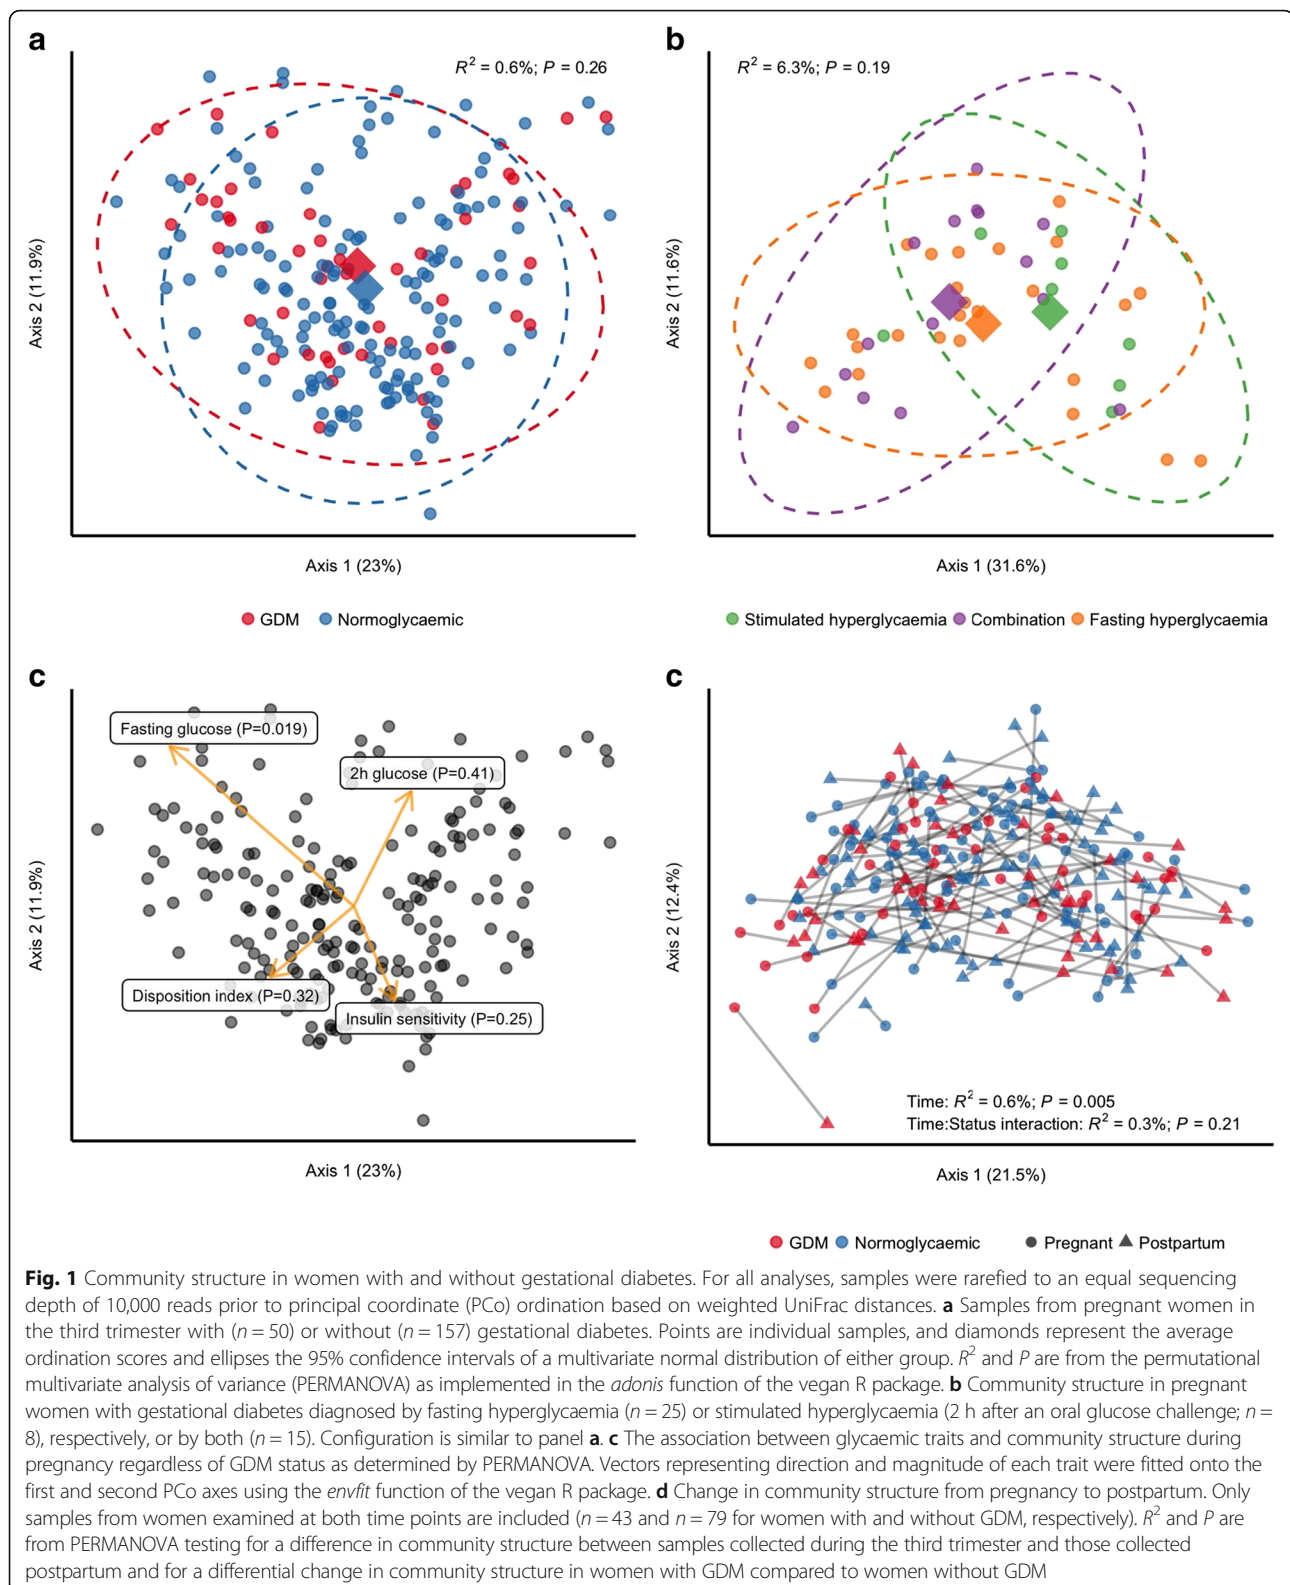 a
R² = 0.6%; P = 0.26
Axis 2 (11.9%)
Axis 1 (23%)
GDM Normoglycaemic
b
R² = 6.3%; P = 0.19
Axis 2 (11.6%)
Axis 1 (31.6%)
Stimulated hyperglycaemia Combination Fasting hyperglycaemia
c
Fasting glucose (P=0.019)
2h glucose (P=0.41)
Disposition index (P=0.32)
Insulin sensitivity (P=0.25)
Axis 2 (11.9%)
Axis 1 (23%)
c
Axis 2 (12.4%)
Time: R² = 0.6%; P = 0.005
Time:Status interaction: R² = 0.3%; P = 0.21
Axis 1 (21.5%)
GDM Normoglycaemic Pregnant Postpartum
Fig. 1 Community structure in women with and without gestational diabetes. For all analyses, samples were rarefied to an equal sequencing
depth of 10,000 reads prior to principal coordinate (PCo) ordination based on weighted UniFrac distances. a Samples from pregnant women in
the third trimester with (n = 50) or without (n = 157) gestational diabetes. Points are individual samples, and diamonds represent the average
ordination scores and ellipses the 95% confidence intervals of a multivariate normal distribution of either group. R² and P are from the permutational
multivariate analysis of variance (PERMANOVA) as implemented in the adonis function of the vegan R package. b Community structure in pregnant
women with gestational diabetes diagnosed by fasting hyperglycaemia (n = 25) or stimulated hyperglycaemia (2 h after an oral glucose challenge; n =
8), respectively, or by both (n = 15). Configuration is similar to panel a. c The association between glycaemic traits and community structure during
pregnancy regardless of GDM status as determined by PERMANOVA. Vectors representing direction and magnitude of each trait were fitted onto the
first and second PCo axes using the envfit function of the vegan R package. d Change in community structure from pregnancy to postpartum. Only
samples from women examined at both time points are included (n = 43 and n = 79 for women with and without GDM, respectively). R² and P are
from PERMANOVA testing for a difference in community structure between samples collected during the third trimester and those collected
postpartum and for a differential change in community structure in women with GDM compared to women without GDM